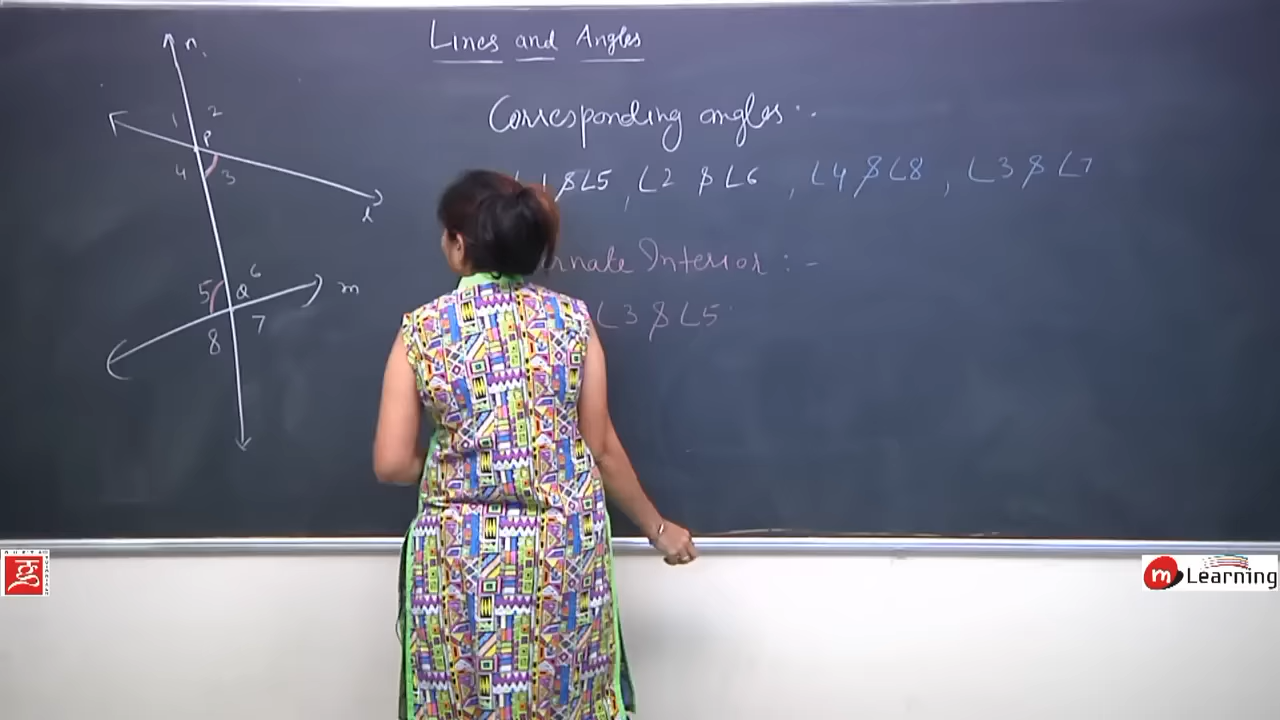 Lines and Angles
n
Corresponding angles :-
1 2
P
4 3
∠1 & ∠5, ∠2 & ∠6, ∠4 & ∠8, ∠3 & ∠7
l
Interior :-
5 6
Q
m
∠3 & ∠5
8 7
m Learning